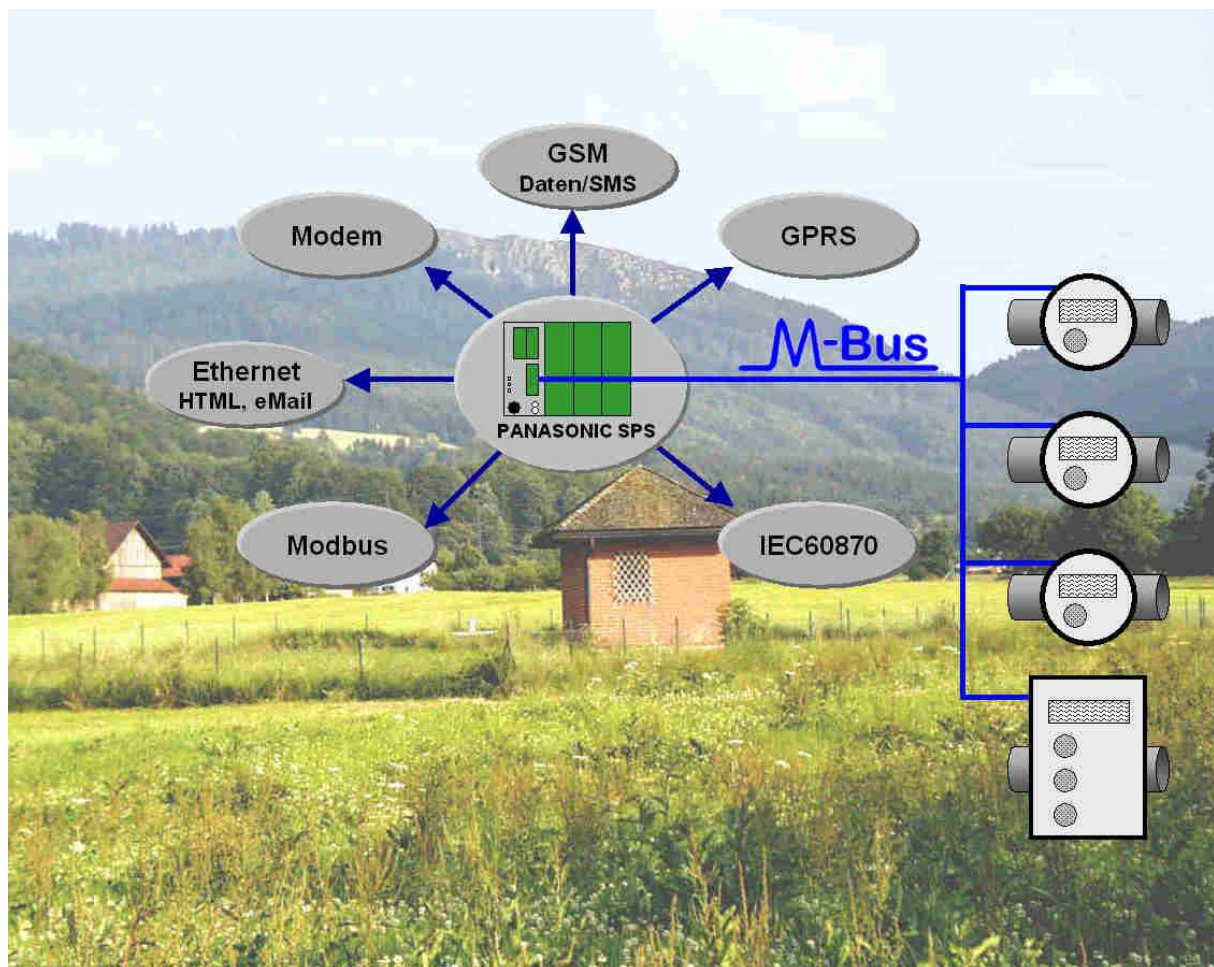 GSM
Daten/SMS
Modem
GPRS
M-Bus
Ethernet
HTML, eMail
PANASONIC SPS
Modbus
IEC60870